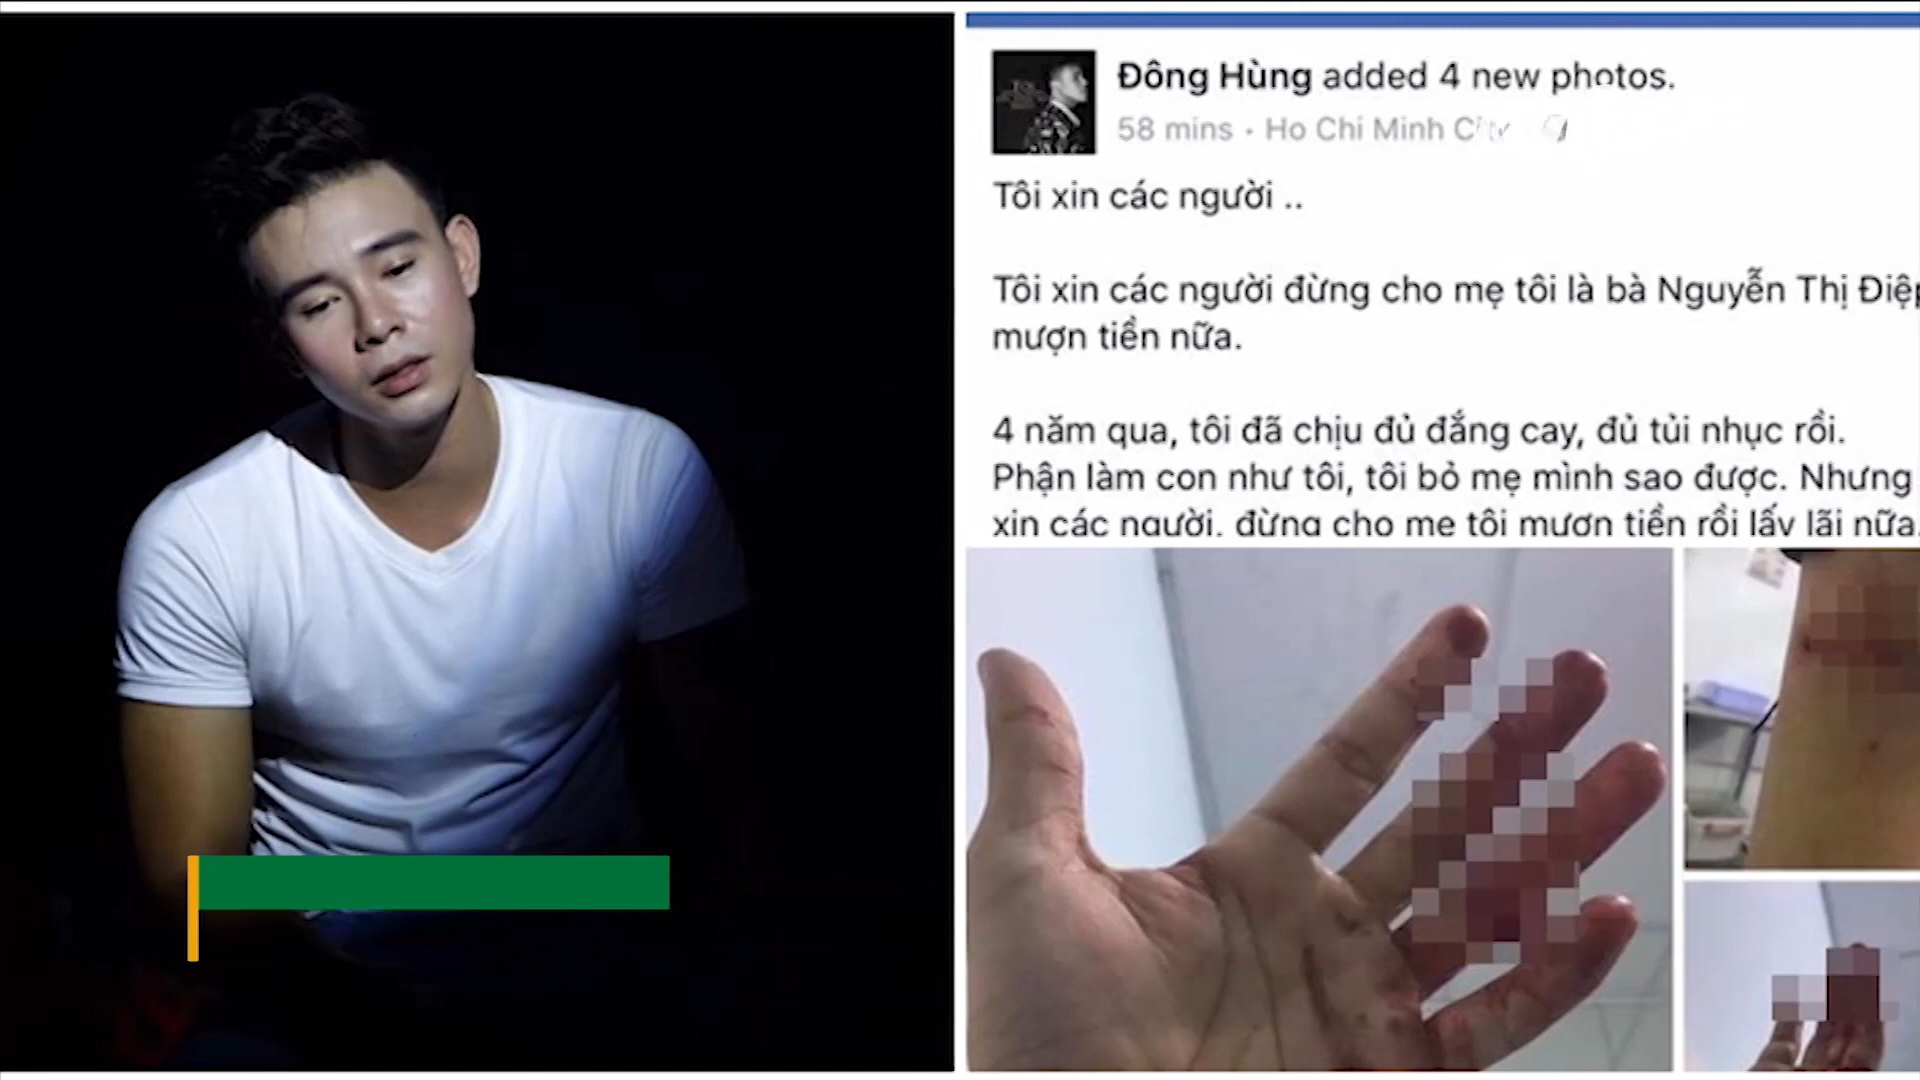 Đông Hùng added 4 new photos.
58 mins · Ho Chi Minh City
Tôi xin các người ..
Tôi xin các người đừng cho mẹ tôi là bà Nguyễn Thị Điệp
mượn tiền nữa.
4 năm qua, tôi đã chịu đủ đắng cay, đủ tủi nhục rồi.
Phận làm con như tôi, tôi bỏ mẹ mình sao được. Nhưng
xin các người, đừng cho mẹ tôi mượn tiền rồi lấy lãi nữa.